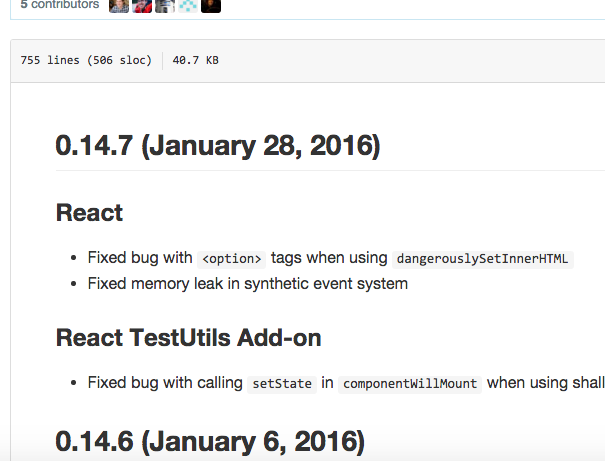 5 contributors
755 lines (506 sloc) 40.7 KB
0.14.7 (January 28, 2016)
React
• Fixed bug with <option> tags when using dangerouslySetInnerHTML
• Fixed memory leak in synthetic event system
React TestUtils Add-on
• Fixed bug with calling setState in componentWillMount when using shall
0.14.6 (January 6, 2016)